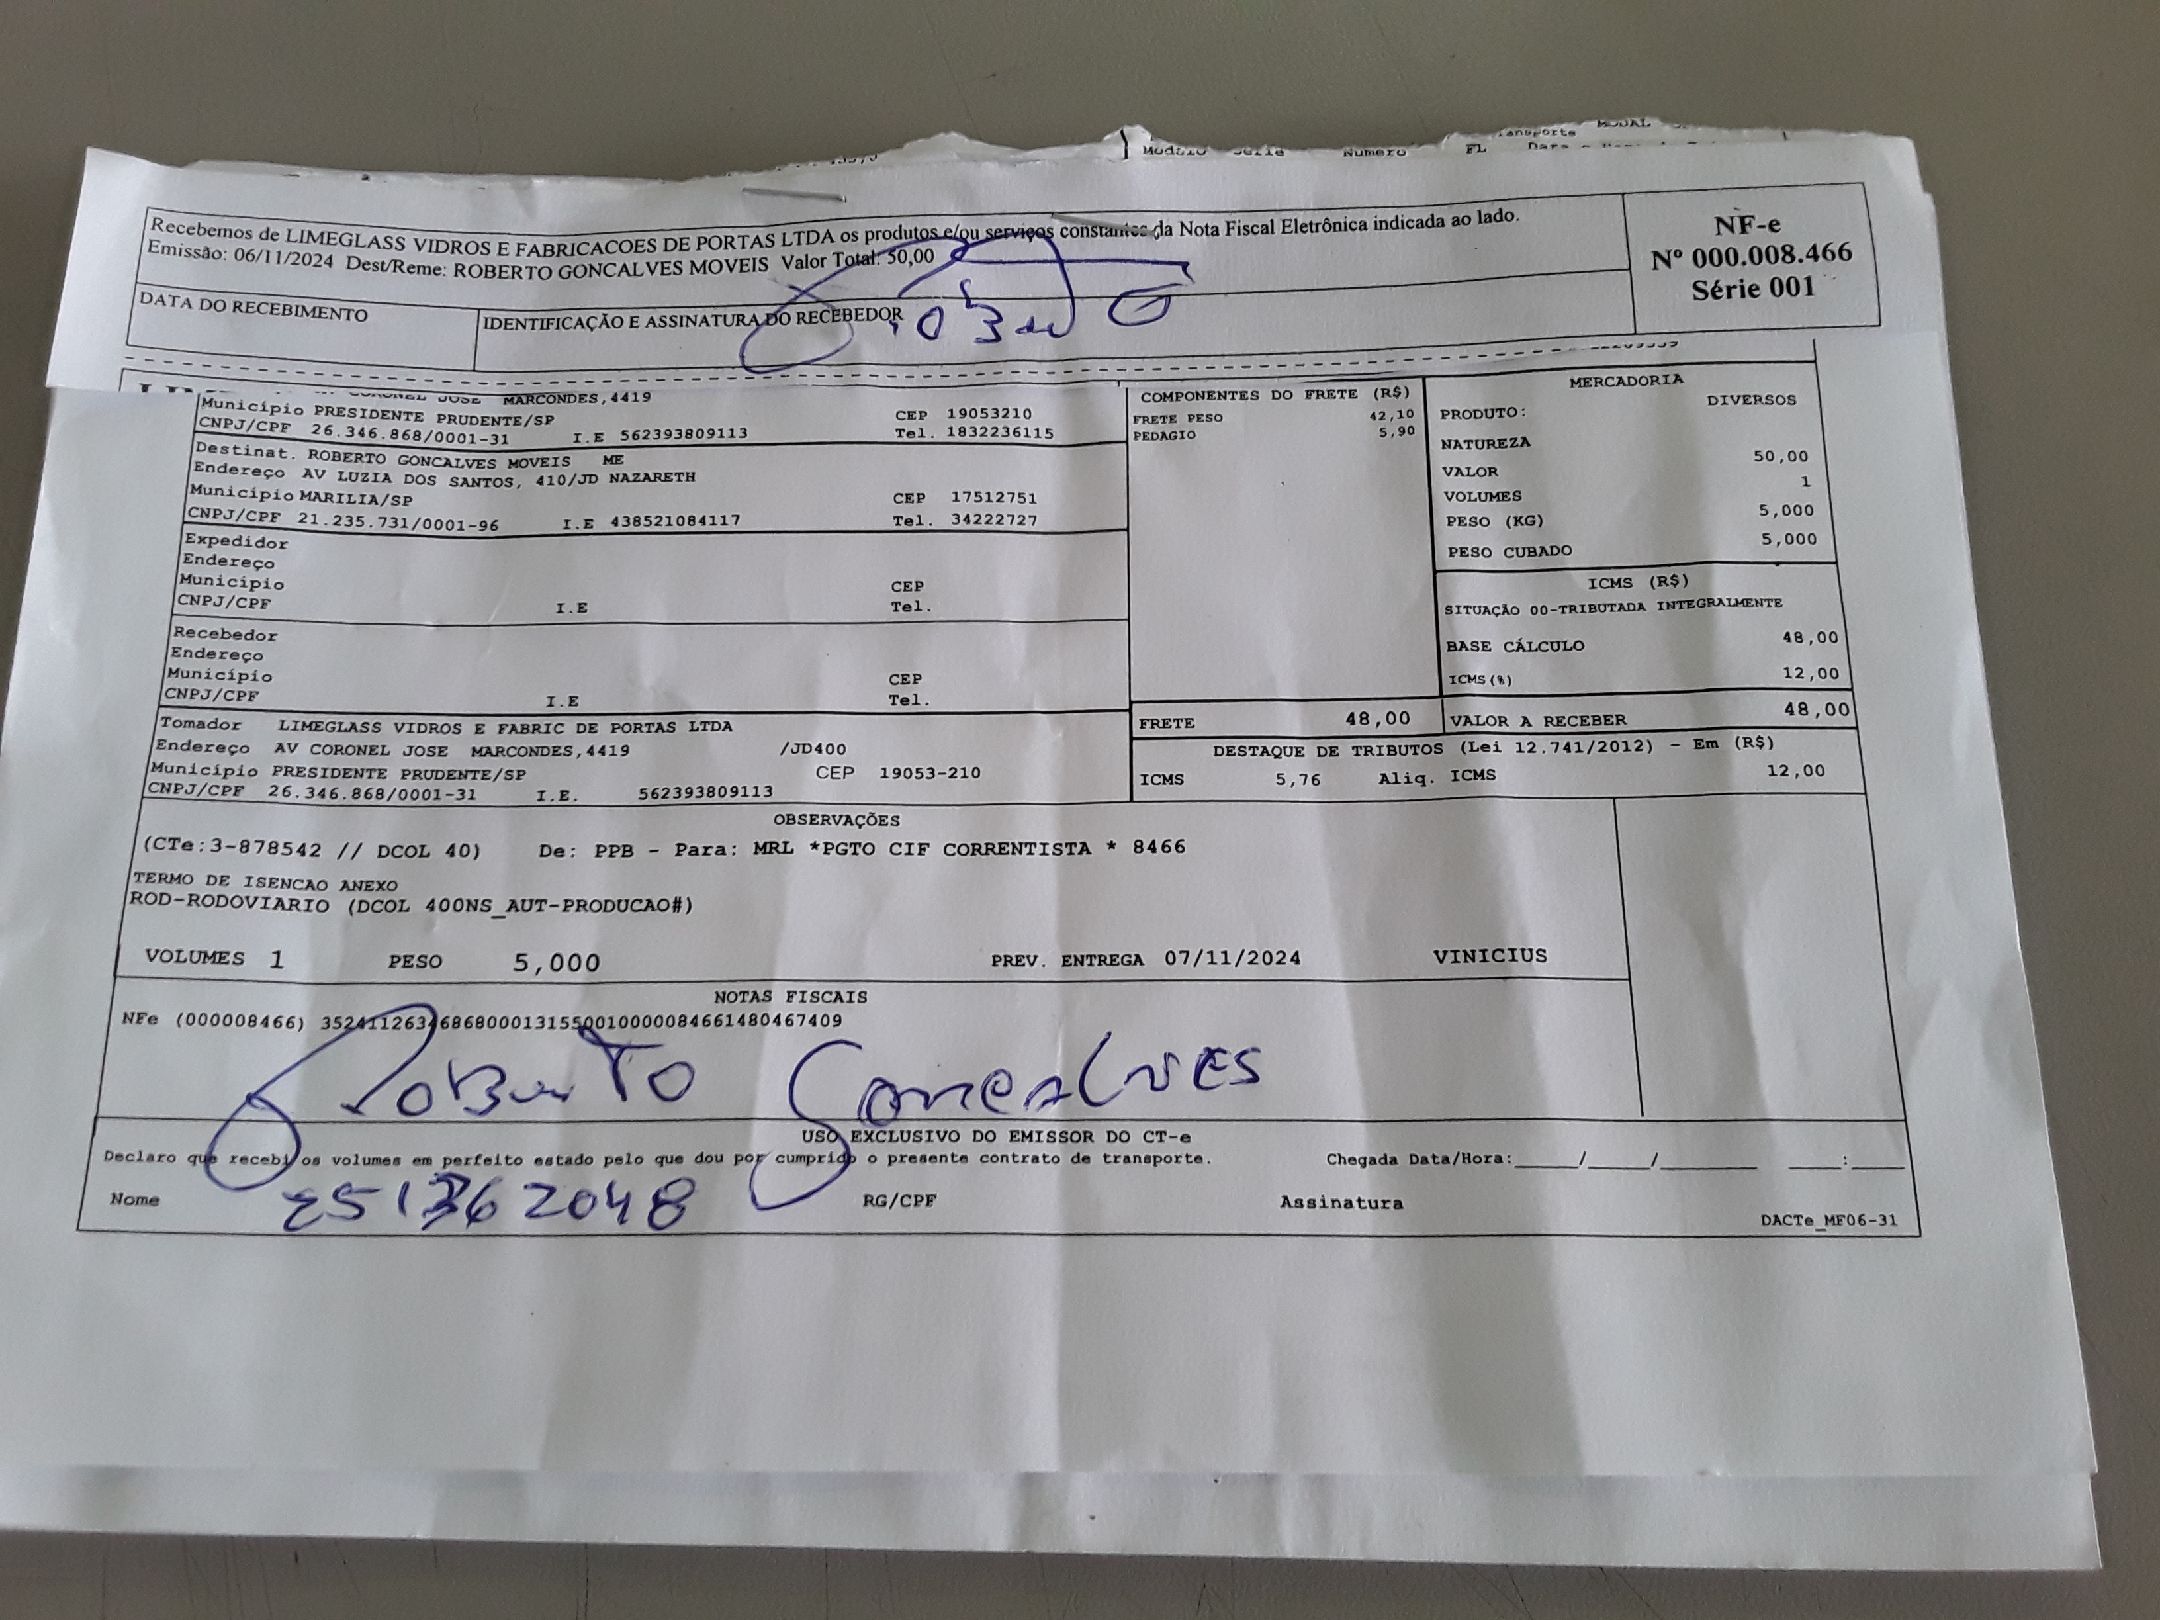 Recebemos de LIMEGLASS VIDROS E FABRICACOES DE PORTAS LTDA os produtos e/ou serviços constantes da Nota Fiscal Eletrônica indicada ao lado.
Emissão: 06/11/2024 Dest/Reme: ROBERTO GONCALVES MOVEIS Valor Total: 50,00
NF-e
Nº 000.008.466
Série 001
DATA DO RECEBIMENTO
IDENTIFICAÇÃO E ASSINATURA DO RECEBEDOR
CORONEL JOSE MARCONDES,4419
Município PRESIDENTE PRUDENTE/SP CEP 19053210
CNPJ/CPF 26.346.868/0001-31 I.E 562393809113 Tel. 1832236115
Destinat. ROBERTO GONCALVES MOVEIS ME
Endereço AV LUZIA DOS SANTOS, 410/JD NAZARETH
Município MARILIA/SP CEP 17512751
CNPJ/CPF 21.235.731/0001-96 I.E 438521084117 Tel. 34222727
Expedidor
Endereço
Município CEP
CNPJ/CPF I.E Tel.
Recebedor
Endereço
Município CEP
CNPJ/CPF I.E Tel.
Tomador LIMEGLASS VIDROS E FABRIC DE PORTAS LTDA
Endereço AV CORONEL JOSE MARCONDES,4419 /JD400
Município PRESIDENTE PRUDENTE/SP CEP 19053-210
CNPJ/CPF 26.346.868/0001-31 I.E. 562393809113
COMPONENTES DO FRETE (R$)
FRETE PESO 42,10
PEDAGIO 5,90
FRETE 48,00
MERCADORIA
PRODUTO: DIVERSOS
NATUREZA
VALOR 50,00
VOLUMES 1
PESO (KG) 5,000
PESO CUBADO 5,000
ICMS (R$)
SITUAÇÃO 00-TRIBUTADA INTEGRALMENTE
BASE CÁLCULO 48,00
ICMS(%) 12,00
VALOR A RECEBER 48,00
DESTAQUE DE TRIBUTOS (Lei 12.741/2012) - Em (R$)
ICMS 5,76 Aliq. ICMS 12,00
OBSERVAÇÕES
(CTe:3-878542 // DCOL 40) De: PPB - Para: MRL *PGTO CIF CORRENTISTA * 8466
TERMO DE ISENCAO ANEXO
ROD-RODOVIARIO (DCOL 400NS_AUT-PRODUCAO#)
VOLUMES 1 PESO 5,000 PREV. ENTREGA 07/11/2024 VINICIUS
NOTAS FISCAIS
NFe (000008466) 35241126346868000131550010000084661480467409
Roberto Goncalves
USO EXCLUSIVO DO EMISSOR DO CT-e
Declaro que recebi os volumes em perfeito estado pelo que dou por cumprido o presente contrato de transporte. Chegada Data/Hora:_____/_____/________ ____:____
Nome RG/CPF Assinatura
DACTe_MF06-31